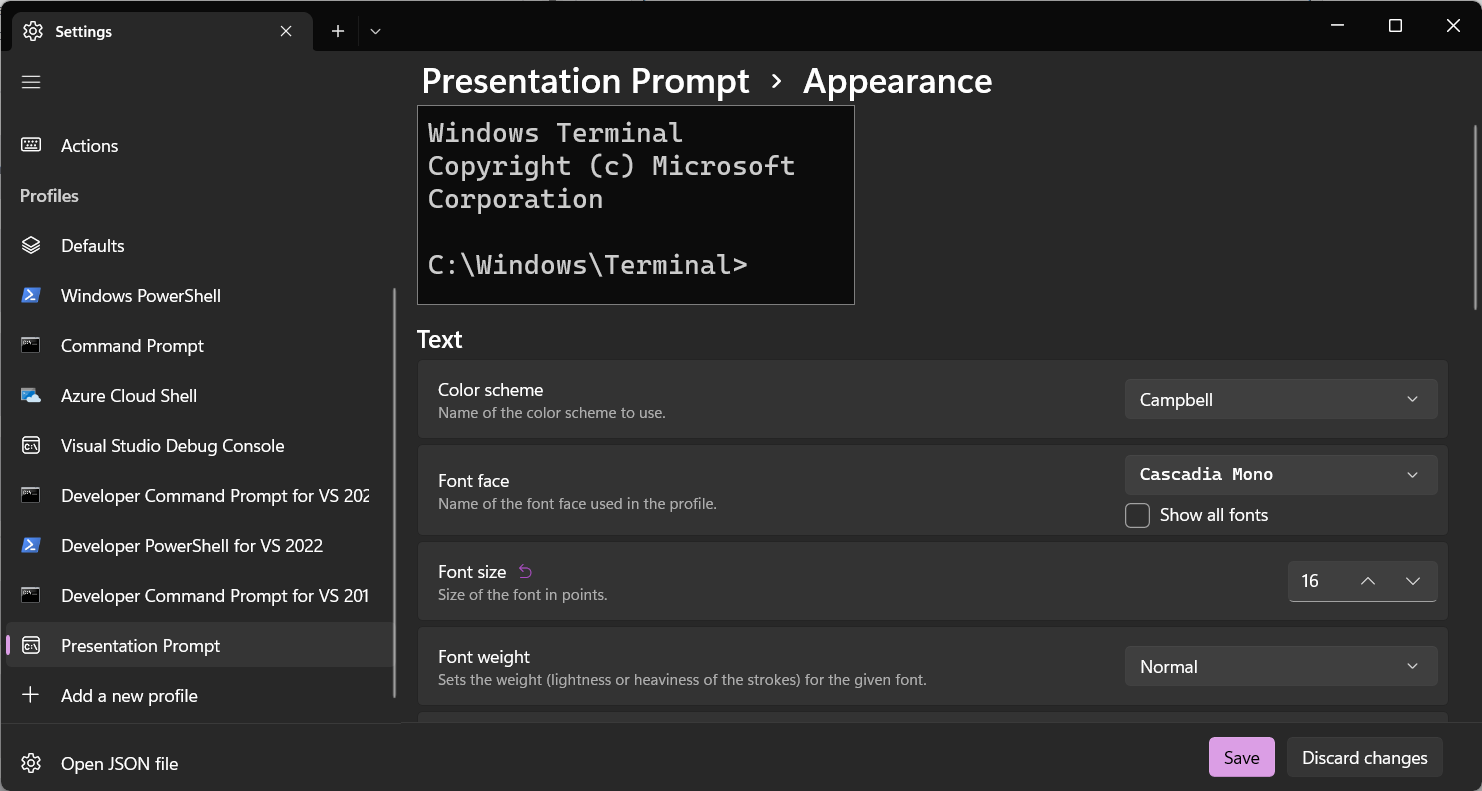 Settings
Presentation Prompt > Appearance
Actions
Profiles
Defaults
Windows PowerShell
Command Prompt
Azure Cloud Shell
Visual Studio Debug Console
Developer Command Prompt for VS 202
Developer PowerShell for VS 2022
Developer Command Prompt for VS 201
Presentation Prompt
Add a new profile
Open JSON file
Windows Terminal
Copyright (c) Microsoft
Corporation
C:\Windows\Terminal>
Text
Color scheme
Name of the color scheme to use.
Campbell
Font face
Name of the font face used in the profile.
Cascadia Mono
Show all fonts
Font size
Size of the font in points.
16
Font weight
Sets the weight (lightness or heaviness of the strokes) for the given font.
Normal
Save
Discard changes